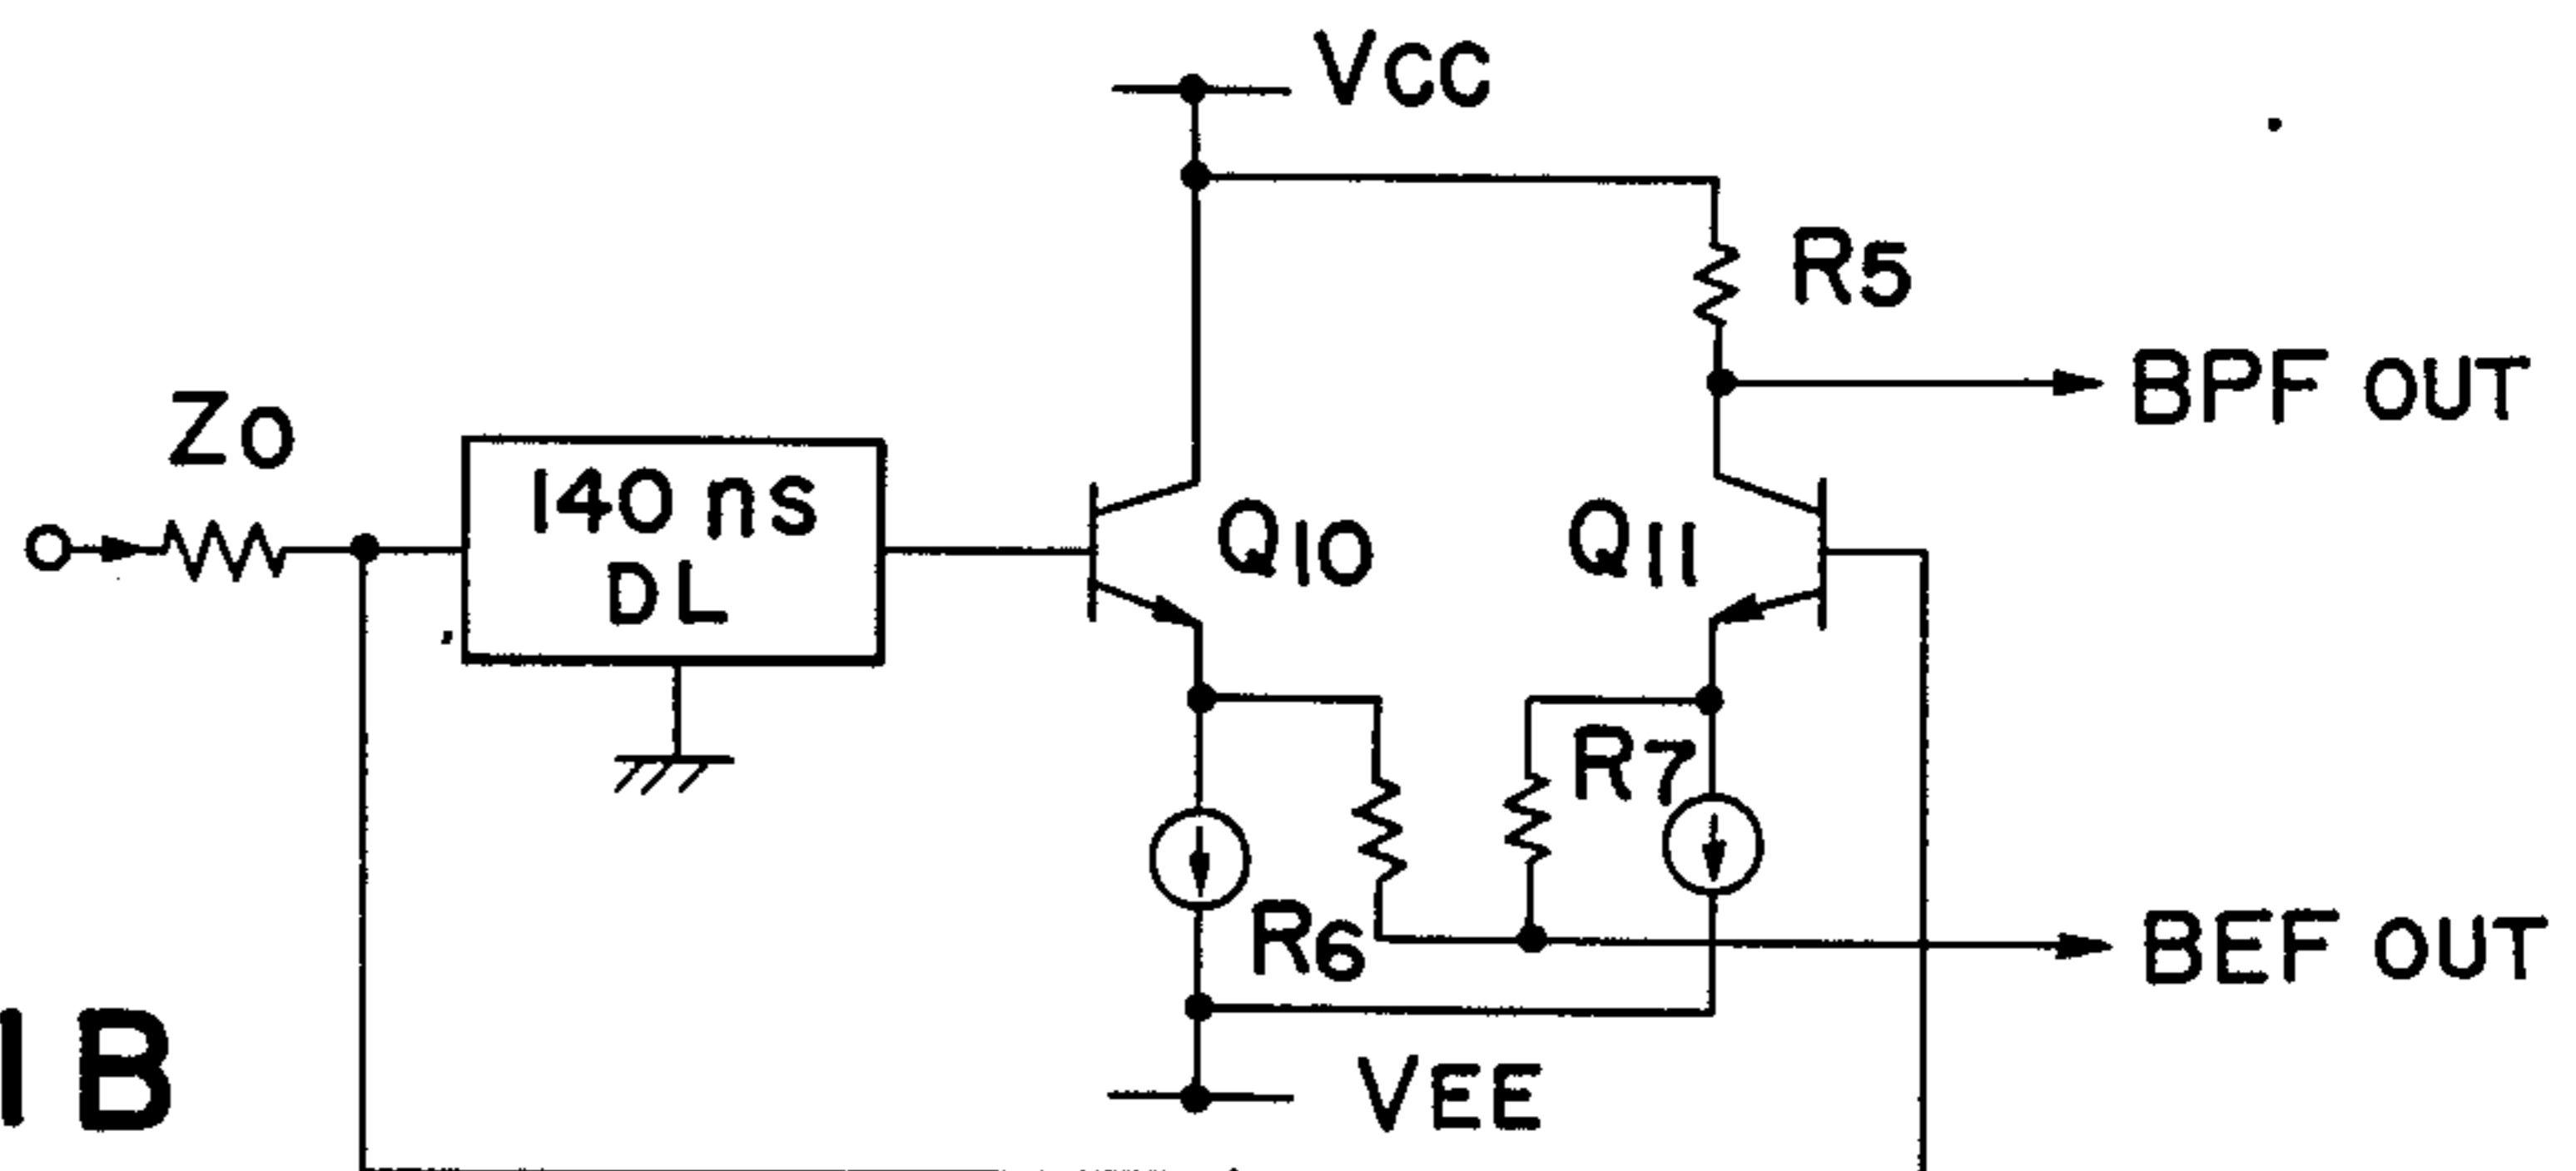 VCC
R5
BPF OUT
ZO
140 ns
DL
Q10
Q11
R7
R6
BEF OUT
1B
VEE